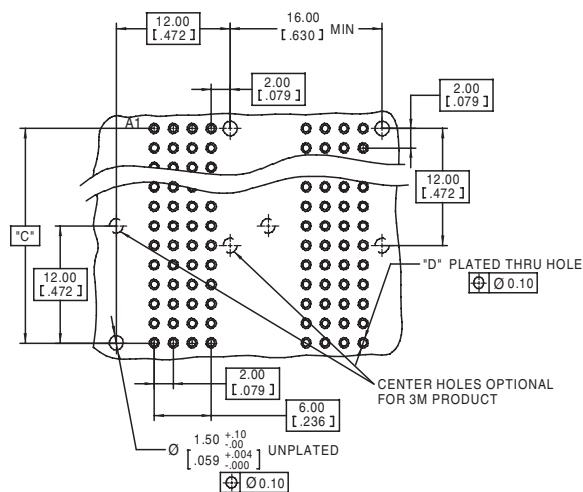 12.00
[.472]
16.00
[.630] MIN
2.00
[.079]
2.00
[.079]
A1
12.00
[.472]
"C"
12.00
[.472]
"D" PLATED THRU HOLE
⌖ Ø 0.10
2.00
[.079]
CENTER HOLES OPTIONAL
FOR 3M PRODUCT
6.00
[.236]
Ø 1.50 +.10 -.00 UNPLATED
[.059 +.004 -.000]
⌖ Ø 0.10